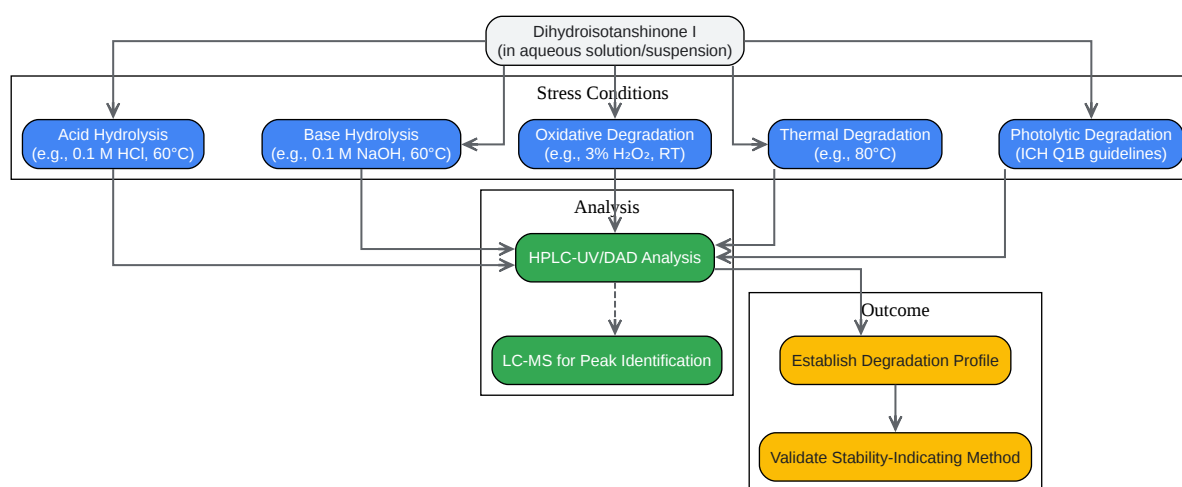 Dihydroisotanshinone I
(in aqueous solution/suspension)
Stress Conditions
Acid Hydrolysis
(e.g., 0.1 M HCl, 60°C)
Base Hydrolysis
(e.g., 0.1 M NaOH, 60°C)
Oxidative Degradation
(e.g., 3% H₂O₂, RT)
Thermal Degradation
(e.g., 80°C)
Photolytic Degradation
(ICH Q1B guidelines)
Analysis
HPLC-UV/DAD Analysis
LC-MS for Peak Identification
Outcome
Establish Degradation Profile
Validate Stability-Indicating Method